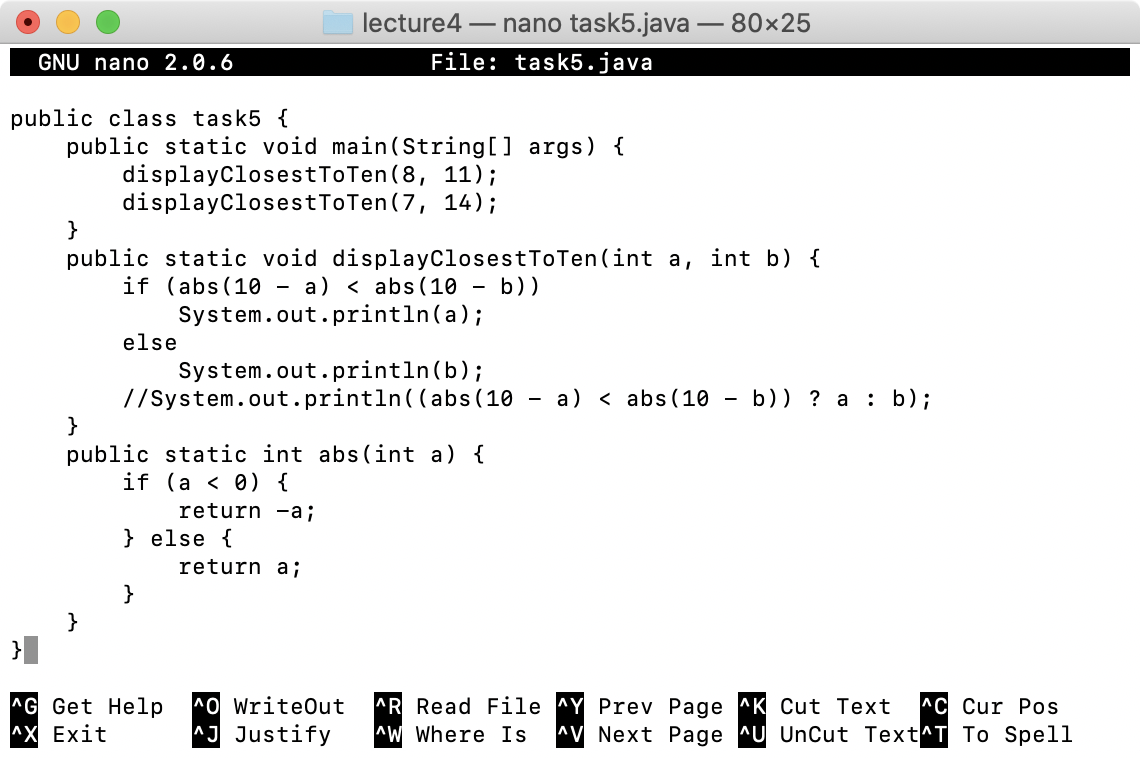 lecture4 — nano task5.java — 80×25
GNU nano 2.0.6 File: task5.java
public class task5 {
    public static void main(String[] args) {
        displayClosestToTen(8, 11);
        displayClosestToTen(7, 14);
    }
    public static void displayClosestToTen(int a, int b) {
        if (abs(10 - a) < abs(10 - b))
            System.out.println(a);
        else
            System.out.println(b);
        //System.out.println((abs(10 - a) < abs(10 - b)) ? a : b);
    }
    public static int abs(int a) {
        if (a < 0) {
            return -a;
        } else {
            return a;
        }
    }
}
^G Get Help ^O WriteOut ^R Read File ^Y Prev Page ^K Cut Text ^C Cur Pos
^X Exit ^J Justify ^W Where Is ^V Next Page ^U UnCut Text ^T To Spell